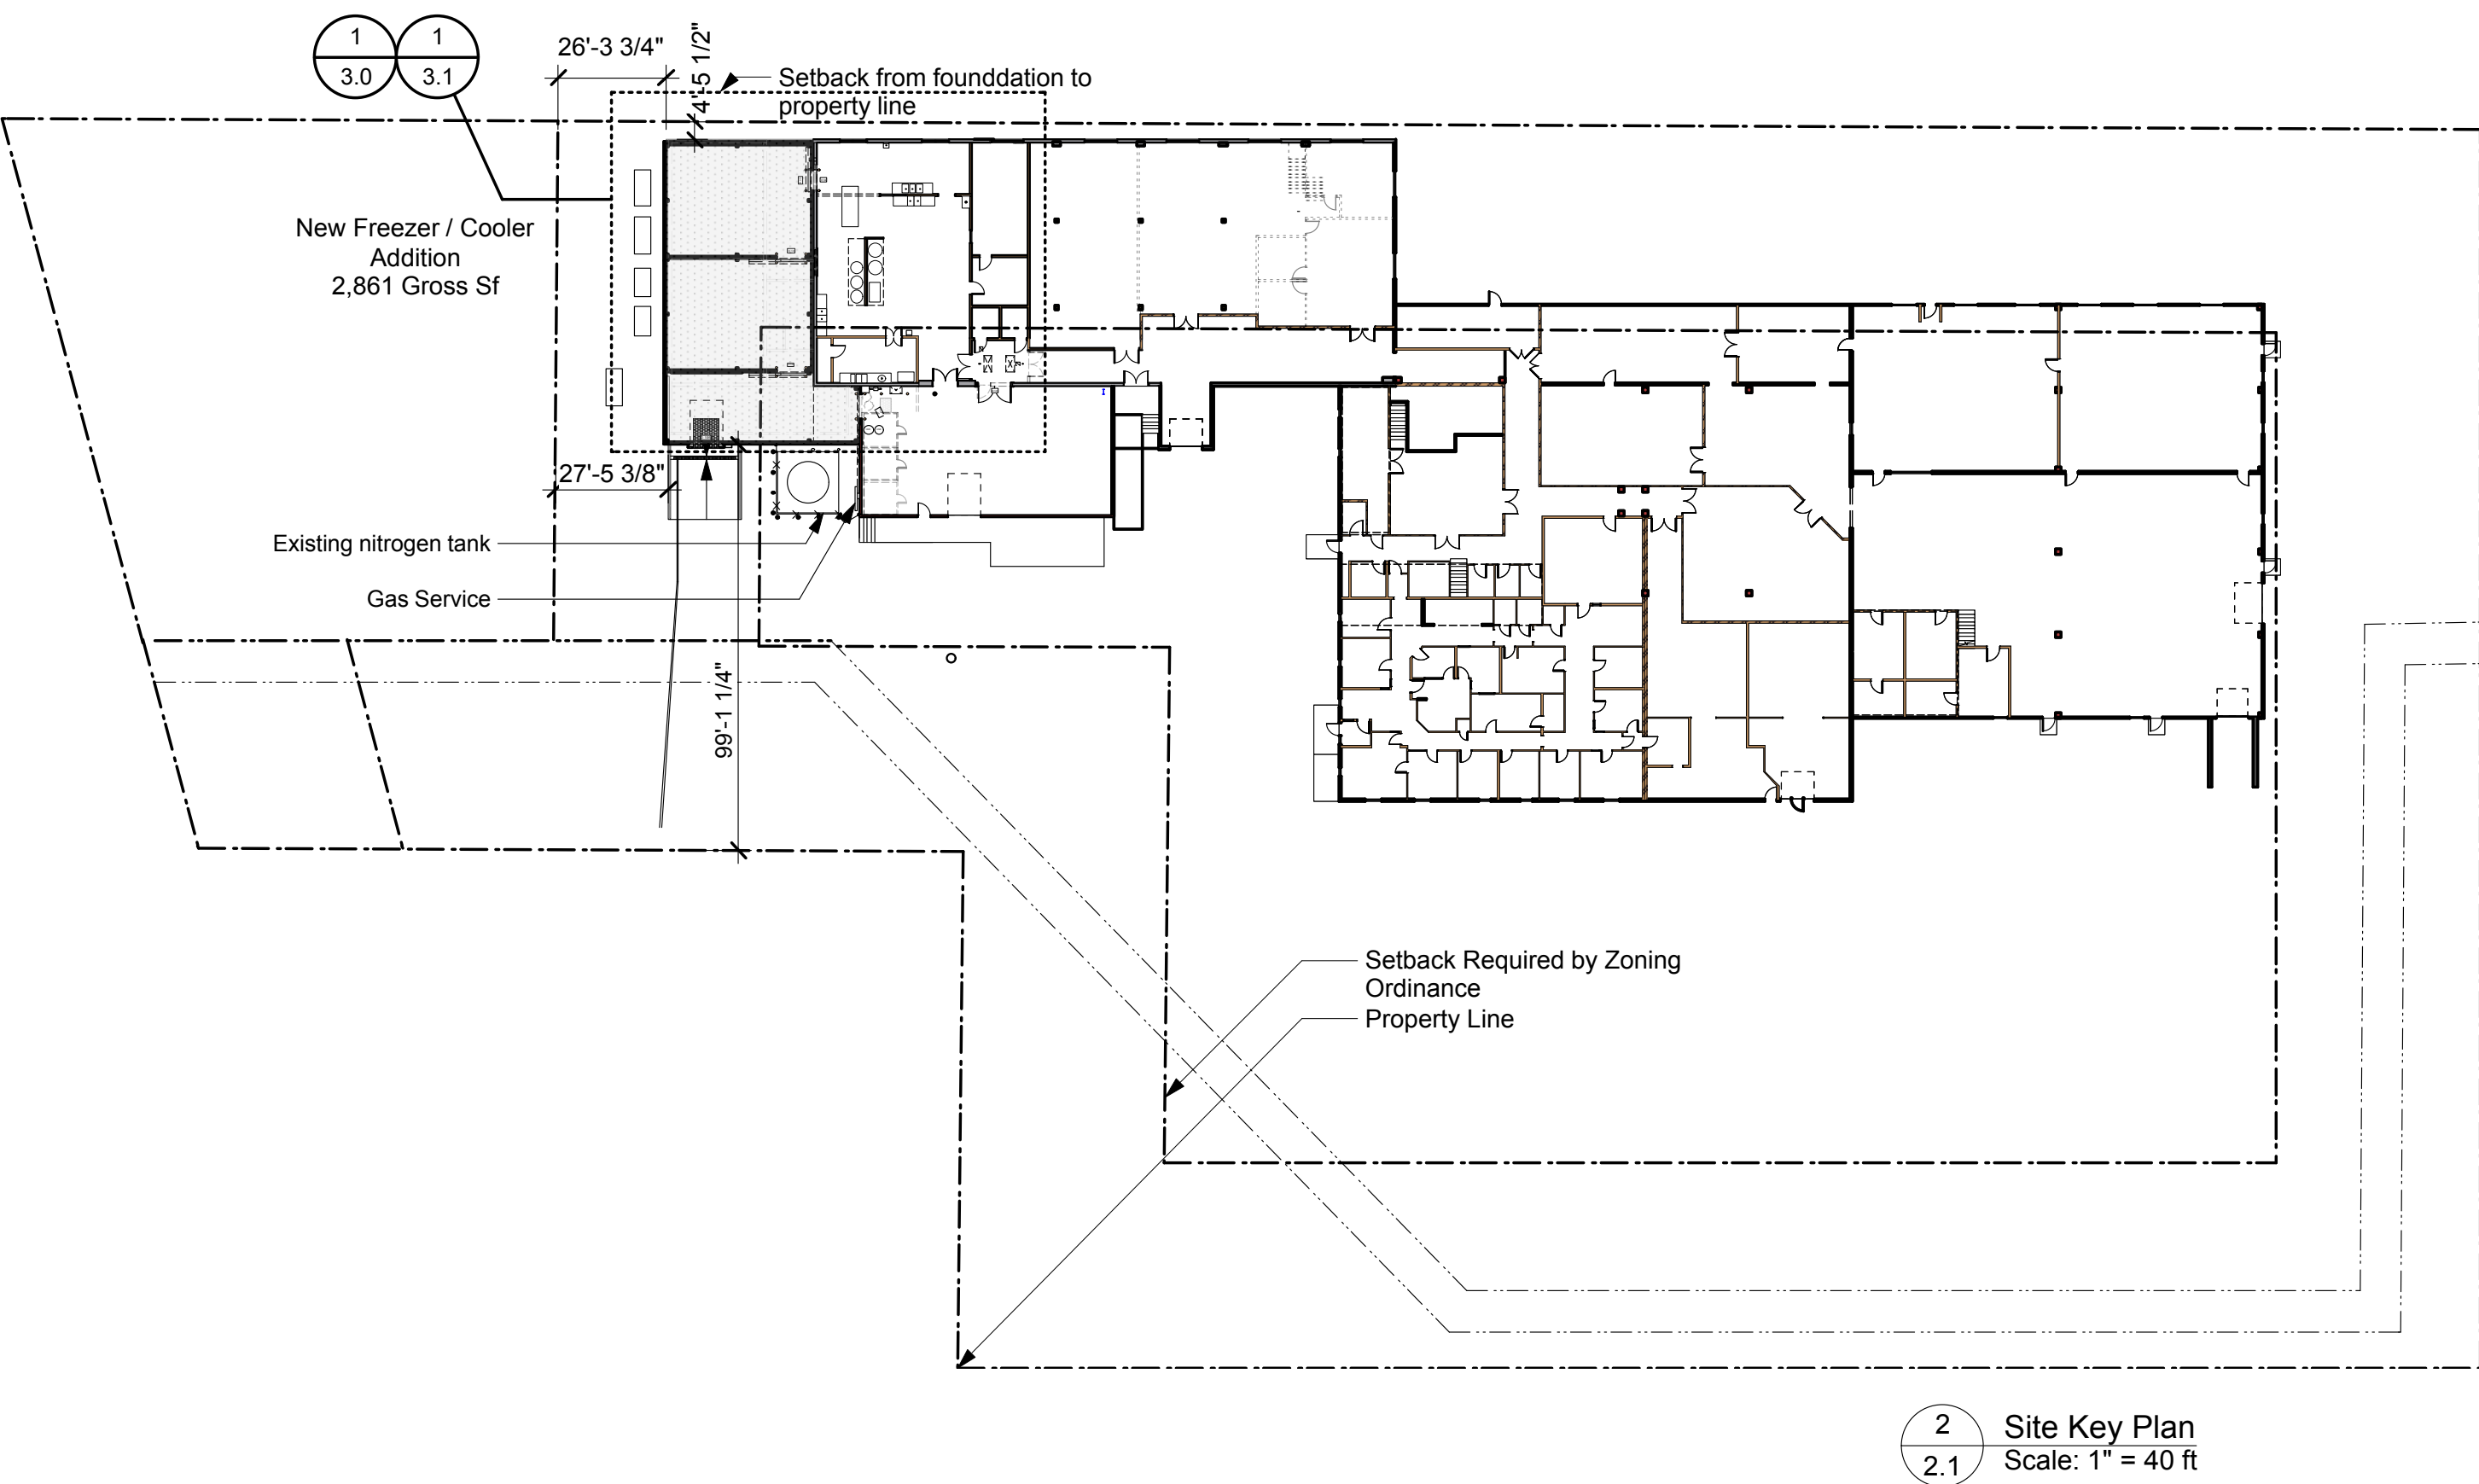 1
3.0
1
3.1
26'-3 3/4"
4'-5 1/2"
Setback from founddation to
property line
New Freezer / Cooler
Addition
2,861 Gross Sf
27'-5 3/8"
Existing nitrogen tank
Gas Service
99'-1 1/4"
Setback Required by Zoning
Ordinance
Property Line
2
2.1
Site Key Plan
Scale: 1" = 40 ft